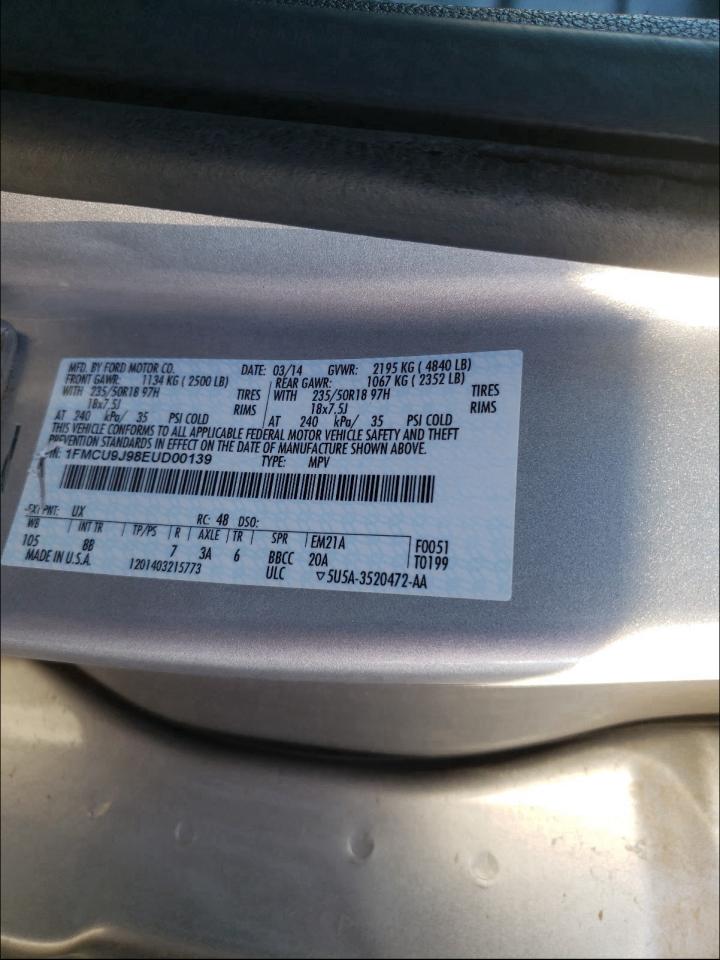 MFD. BY FORD MOTOR CO. DATE: 03/14 GVWR: 2195 KG ( 4840 LB)
FRONT GAWR: 1134 KG ( 2500 LB) REAR GAWR: 1067 KG ( 2352 LB)
WITH 235/50R18 97H TIRES WITH 235/50R18 97H TIRES
18x7.5J RIMS 18x7.5J RIMS
AT 240 kPa/ 35 PSI COLD AT 240 kPa/ 35 PSI COLD
THIS VEHICLE CONFORMS TO ALL APPLICABLE FEDERAL MOTOR VEHICLE SAFETY AND THEFT
PREVENTION STANDARDS IN EFFECT ON THE DATE OF MANUFACTURE SHOWN ABOVE.
1FMCU9J98EUD00139 TYPE: MPV
EXT PNT: UX RC: 48 DSO:
WB INT TR TP/PS R AXLE TR SPR EM21A F0051
105 BB 7 3A 6 BBCC 20A T0199
MADE IN U.S.A. 1201403215773 ULC ▽5U5A-3520472-AA